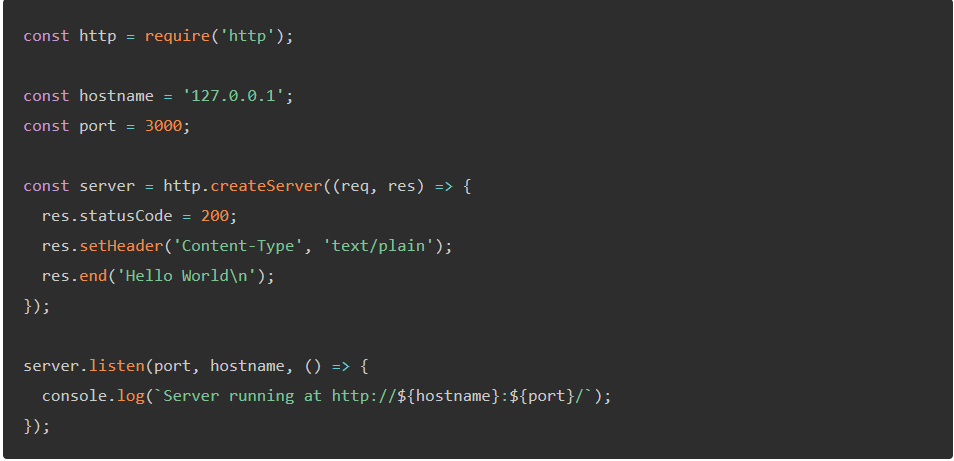 const http = require('http');

const hostname = '127.0.0.1';
const port = 3000;

const server = http.createServer((req, res) => {
  res.statusCode = 200;
  res.setHeader('Content-Type', 'text/plain');
  res.end('Hello World\n');
});

server.listen(port, hostname, () => {
  console.log(`Server running at http://${hostname}:${port}/`);
});